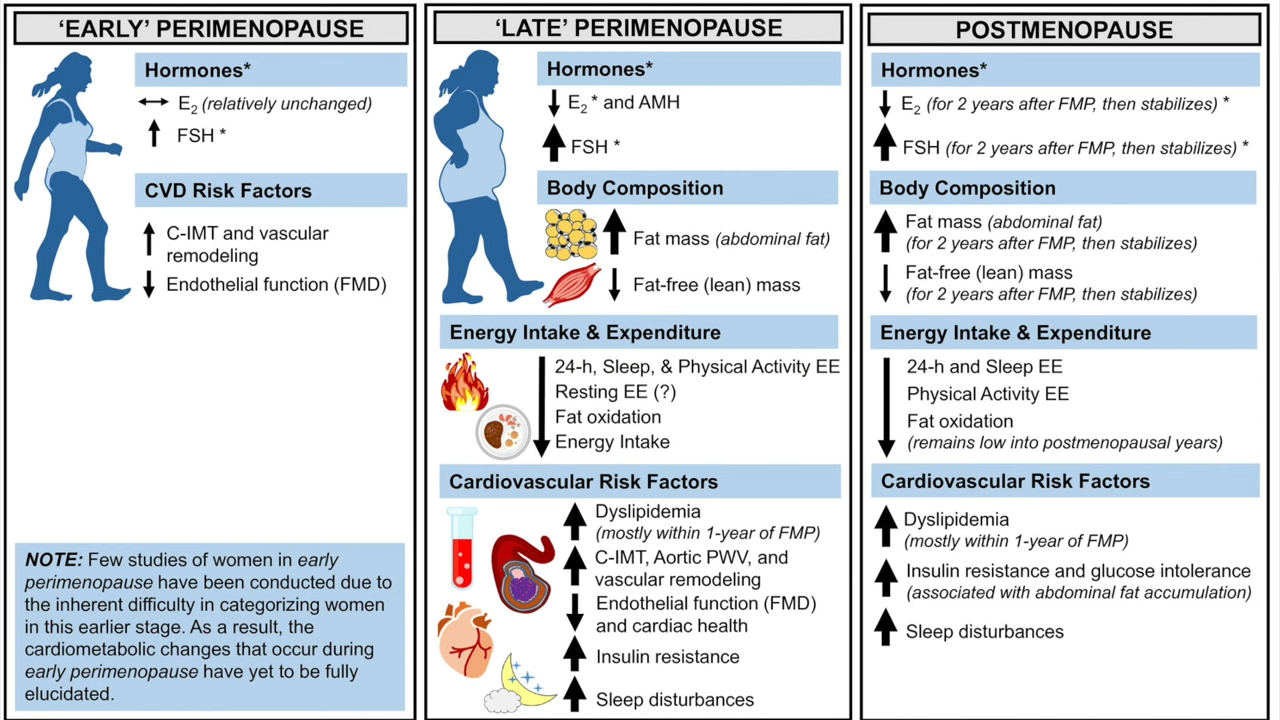 ‘EARLY’ PERIMENOPAUSE
Hormones*
E2 (relatively unchanged)
FSH *
CVD Risk Factors
C-IMT and vascular
remodeling
Endothelial function (FMD)
NOTE: Few studies of women in early
perimenopause have been conducted due to
the inherent difficulty in categorizing women
in this earlier stage. As a result, the
cardiometabolic changes that occur during
early perimenopause have yet to be fully
elucidated.
‘LATE’ PERIMENOPAUSE
Hormones*
E2 * and AMH
FSH *
Body Composition
Fat mass (abdominal fat)
Fat-free (lean) mass
Energy Intake & Expenditure
24-h, Sleep, & Physical Activity EE
Resting EE (?)
Fat oxidation
Energy Intake
Cardiovascular Risk Factors
Dyslipidemia
(mostly within 1-year of FMP)
C-IMT, Aortic PWV, and
vascular remodeling
Endothelial function (FMD)
and cardiac health
Insulin resistance
Sleep disturbances
POSTMENOPAUSE
Hormones*
E2 (for 2 years after FMP, then stabilizes) *
FSH (for 2 years after FMP, then stabilizes) *
Body Composition
Fat mass (abdominal fat)
(for 2 years after FMP, then stabilizes)
Fat-free (lean) mass
(for 2 years after FMP, then stabilizes)
Energy Intake & Expenditure
24-h and Sleep EE
Physical Activity EE
Fat oxidation
(remains low into postmenopausal years)
Cardiovascular Risk Factors
Dyslipidemia
(mostly within 1-year of FMP)
Insulin resistance and glucose intolerance
(associated with abdominal fat accumulation)
Sleep disturbances